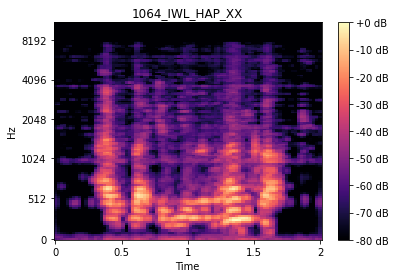 1064_IWL_HAP_XX
Hz
8192
4096
2048
1024
512
0
0
0.5
1
1.5
2
Time
+0 dB
-10 dB
-20 dB
-30 dB
-40 dB
-50 dB
-60 dB
-70 dB
-80 dB